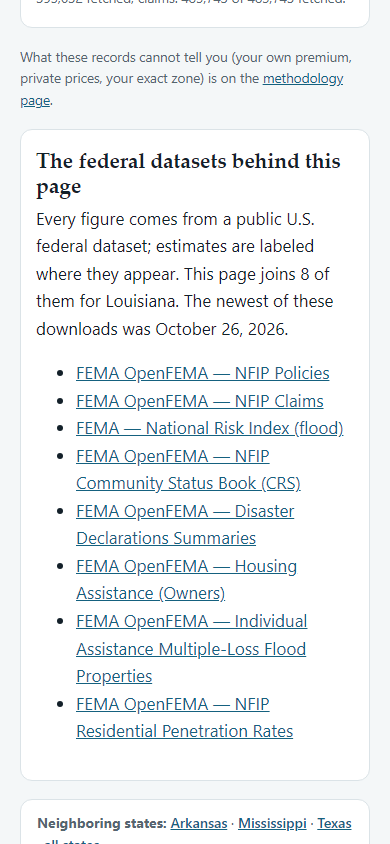 What these records cannot tell you (your own premium,
private prices, your exact zone) is on the methodology
page.
The federal datasets behind this
page
Every figure comes from a public U.S.
federal dataset; estimates are labeled
where they appear. This page joins 8 of
them for Louisiana. The newest of these
downloads was October 26, 2026.
• FEMA OpenFEMA — NFIP Policies
• FEMA OpenFEMA — NFIP Claims
• FEMA — National Risk Index (flood)
• FEMA OpenFEMA — NFIP
Community Status Book (CRS)
• FEMA OpenFEMA — Disaster
Declarations Summaries
• FEMA OpenFEMA — Housing
Assistance (Owners)
• FEMA OpenFEMA — Individual
Assistance Multiple-Loss Flood
Properties
• FEMA OpenFEMA — NFIP
Residential Penetration Rates
Neighboring states: Arkansas · Mississippi · Texas